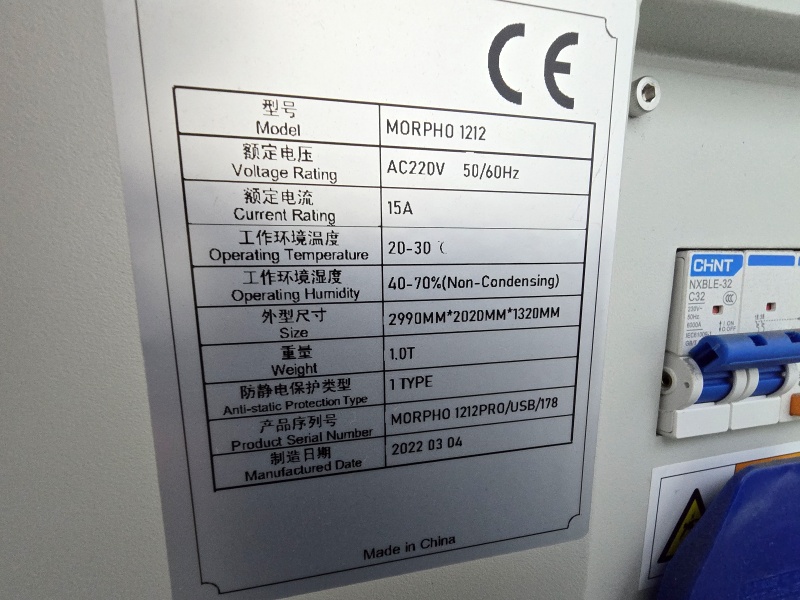 CE
型号
Model
MORPHO 1212
额定电压
Voltage Rating
AC220V 50/60Hz
额定电流
Current Rating
15A
工作环境温度
Operating Temperature
20-30℃
工作环境湿度
Operating Humidity
40-70%(Non-Condensing)
外型尺寸
Size
2990MM*2020MM*1320MM
重量
Weight
1.0T
防静电保护类型
Anti-static Protection Type
1 TYPE
产品序列号
Product Serial Number
MORPHO 1212PRO/USB/178
制造日期
Manufactured Date
2022 03 04
Made in China
CHNT
NXBLE-32
C32
230V~
50Hz
6000A